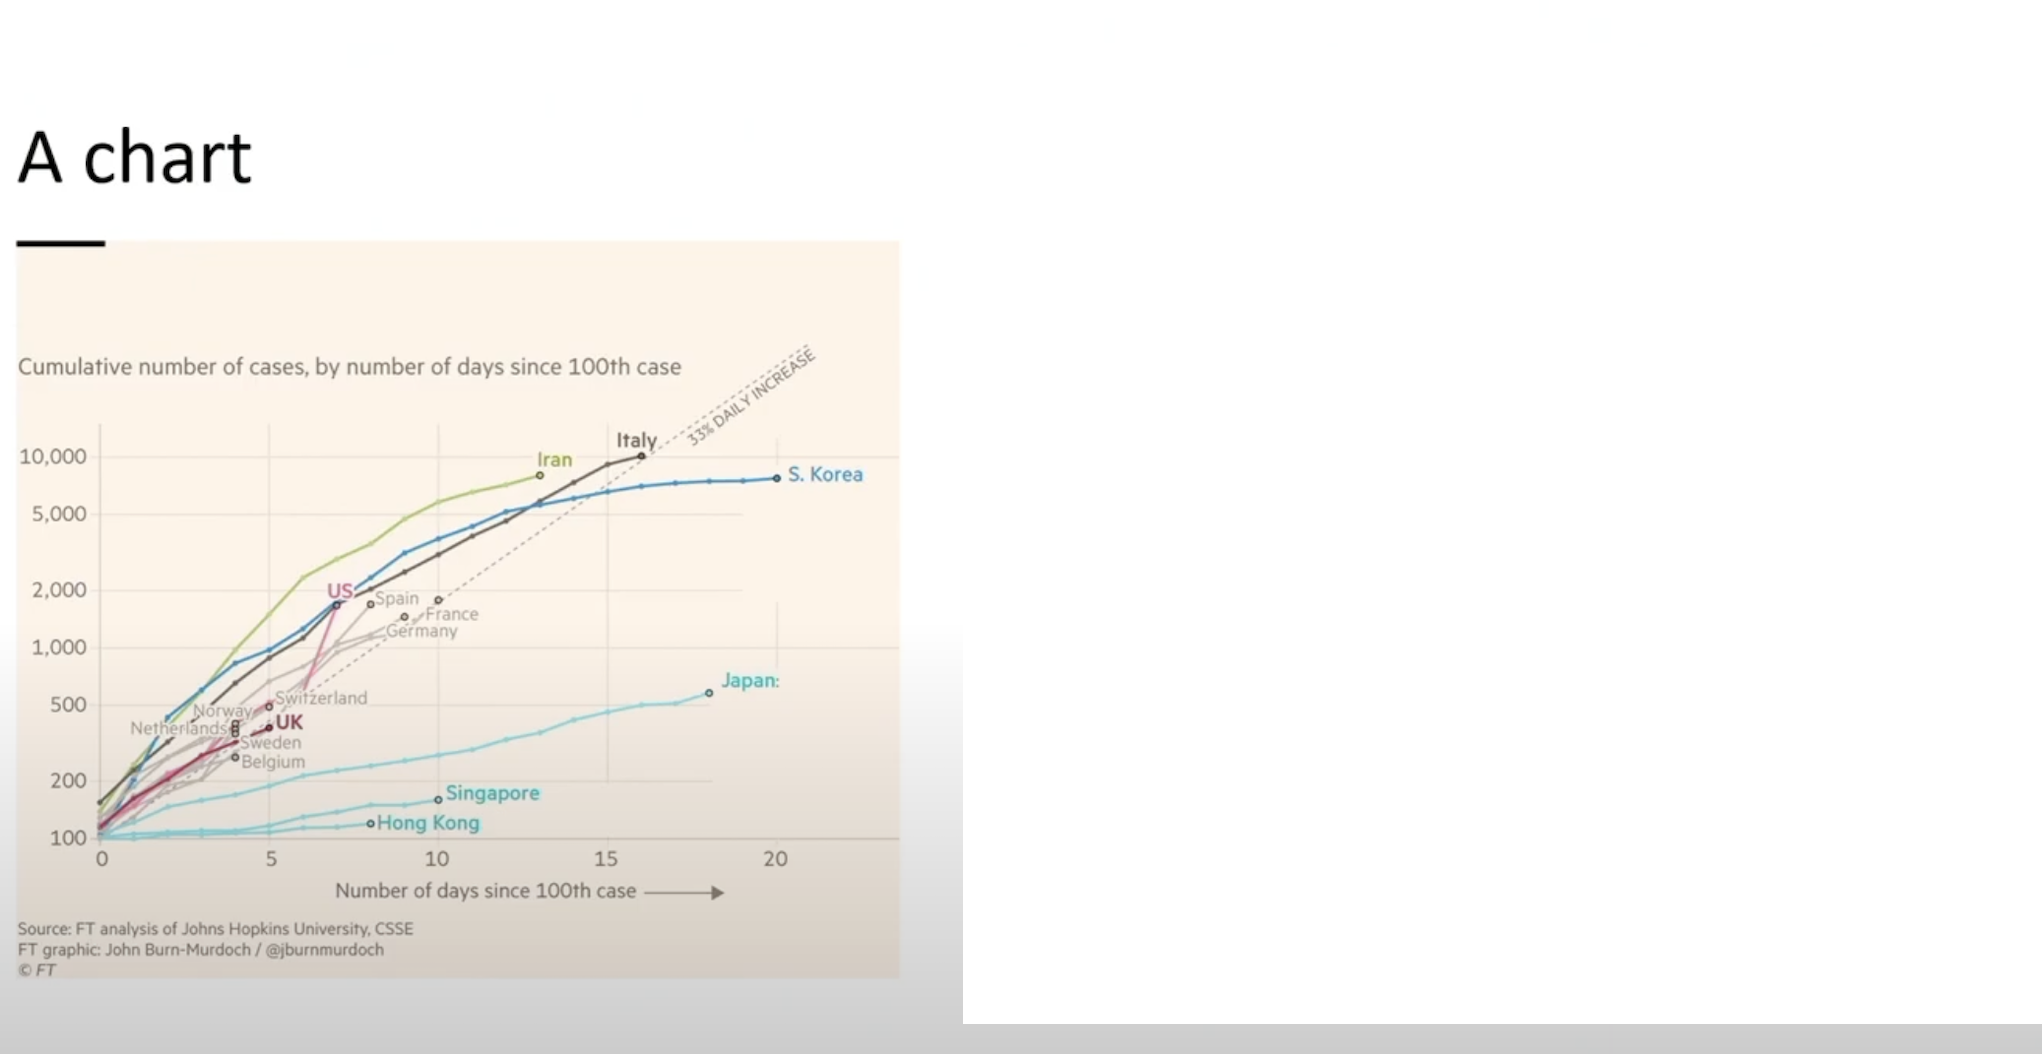 A chart
Cumulative number of cases, by number of days since 100th case
33% DAILY INCREASE
Italy
10,000
Iran
S. Korea
5,000
2,000
US
Spain
France
Germany
1,000
Japan:
500
Switzerland
Norway
Netherlands
UK
Sweden
Belgium
200
Singapore
Hong Kong
100
0 5 10 15 20
Number of days since 100th case
Source: FT analysis of Johns Hopkins University, CSSE
FT graphic: John Burn-Murdoch / @jburnmurdoch
© FT